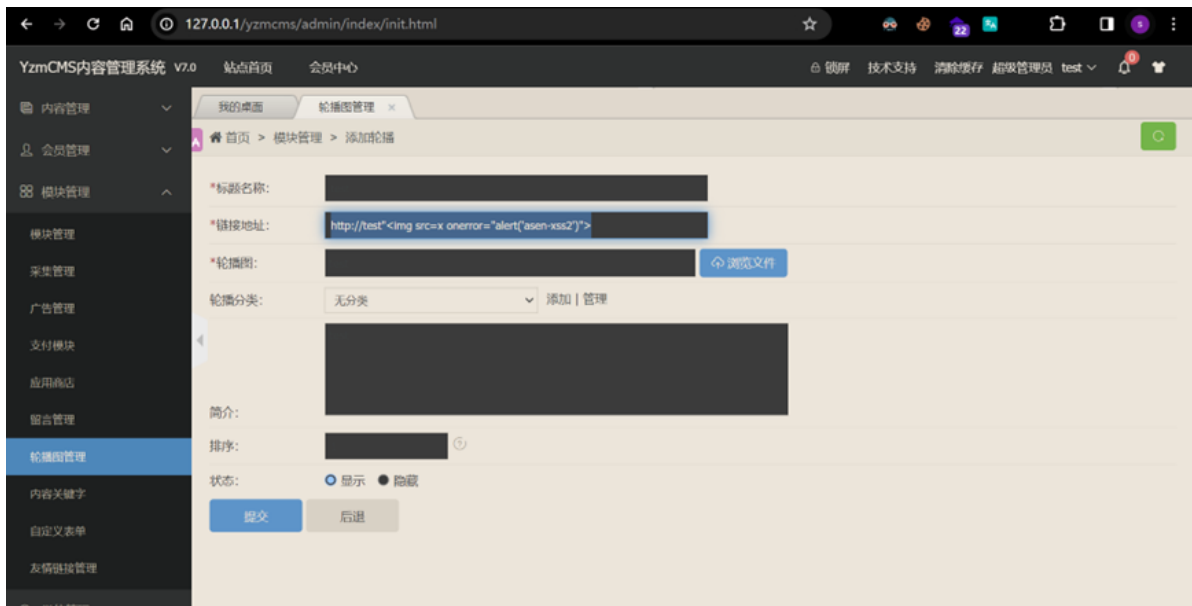 127.0.0.1/yzmcms/admin/index/init.html
22
s
YzmCMS内容管理系统 V7.0 站点首页 会员中心 锁屏 技术支持 清除缓存 超级管理员 test 0
内容管理
会员管理
模块管理
模块管理
采集管理
广告管理
支付模块
应用商店
留言管理
轮播图管理
内容关键字
自定义表单
友情链接管理
我的桌面 轮播图管理 ×
首页 > 模块管理 > 添加轮播
*标题名称:
*链接地址: http://test"<img src=x onerror="alert('asen-xss2')">
*轮播图: 浏览文件
轮播分类: 无分类 添加 | 管理
简介:
排序: ?
状态: 显示 隐藏
提交 后退